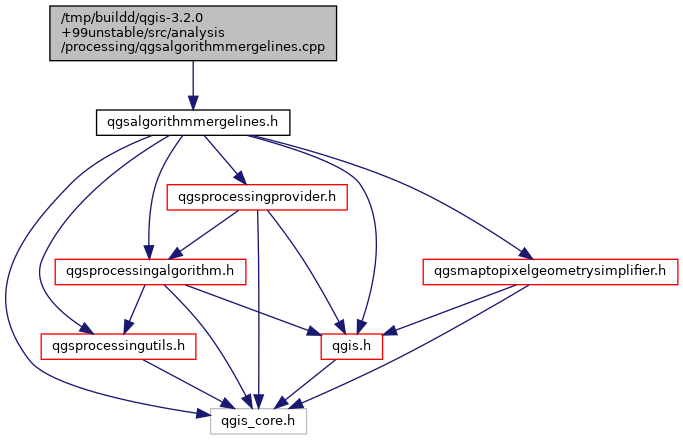 /tmp/buildd/qgis-3.2.0
+99unstable/src/analysis
/processing/qgsalgorithmmergelines.cpp
qgsalgorithmmergelines.h
qgsprocessingprovider.h
qgsprocessingalgorithm.h
qgsmaptopixelgeometrysimplifier.h
qgsprocessingutils.h
qgis.h
qgis_core.h